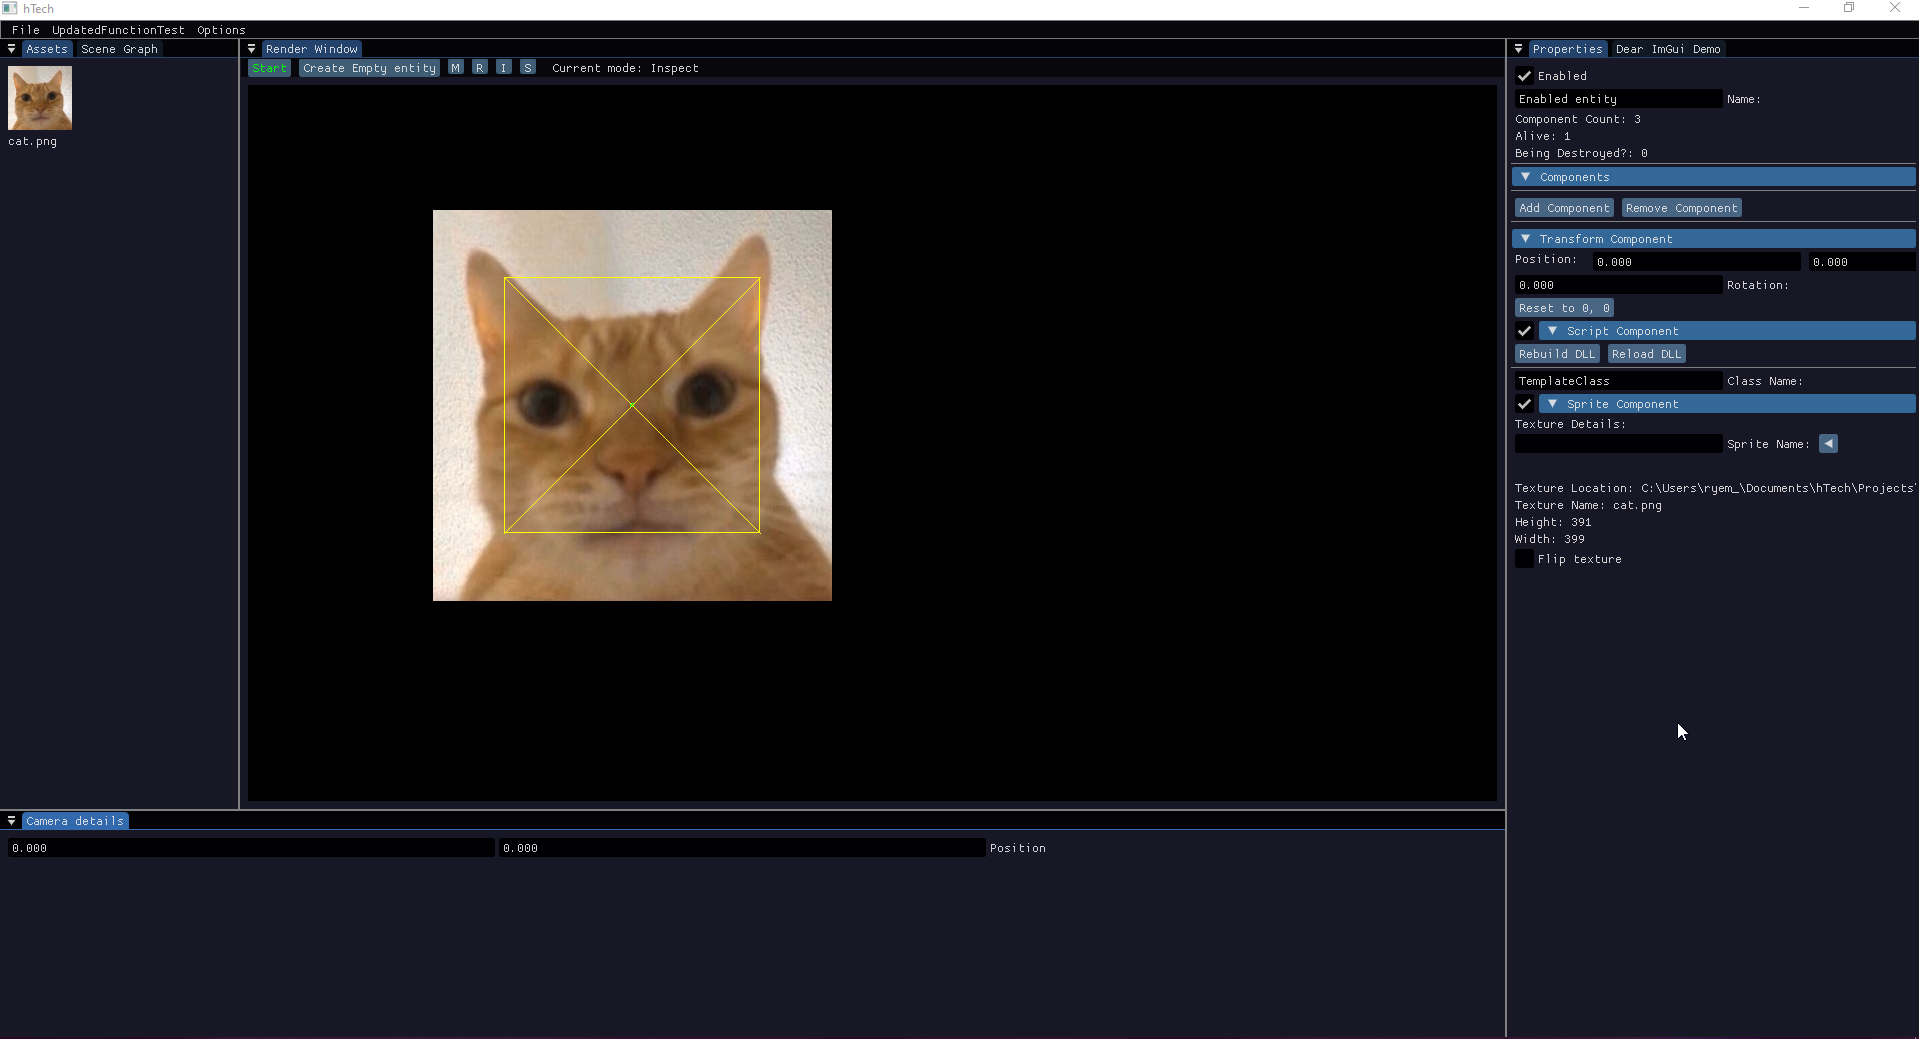 hTech
File UpdatedFunctionTest Options
Assets Scene Graph
cat.png
Render Window
Start Create Empty entity M R I S Current mode: Inspect
Properties Dear ImGui Demo
Enabled
Enabled entity Name:
Component Count: 3
Alive: 1
Being Destroyed?: 0
Components
Add Component Remove Component
Transform Component
Position: 0.000 0.000
0.000 Rotation:
Reset to 0, 0
Script Component
Rebuild DLL Reload DLL
TemplateClass Class Name:
Sprite Component
Texture Details:
Sprite Name:
Texture Location: C:\Users\ryem_\Documents\hTech\Projects
Texture Name: cat.png
Height: 391
Width: 399
Flip texture
Camera details
0.000 0.000 Position